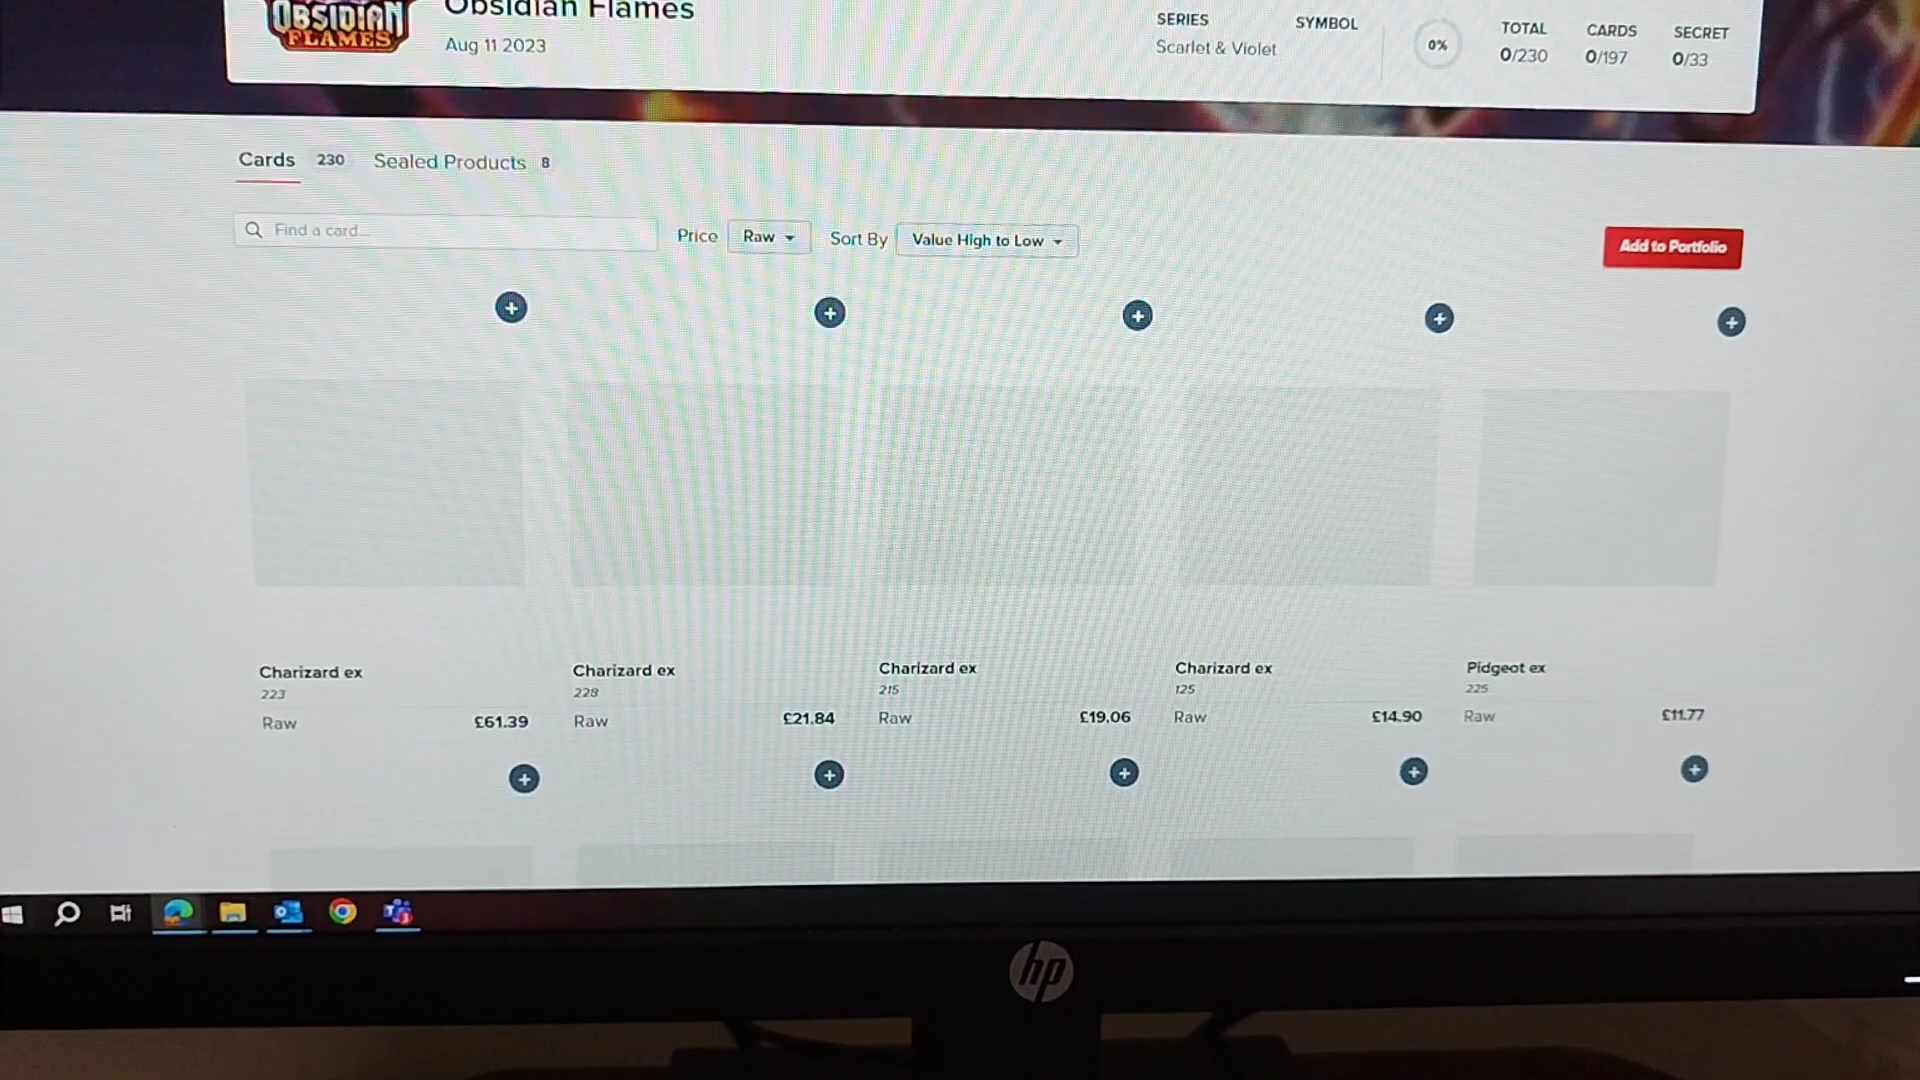 OBSIDIAN
FLAMES
Obsidian Flames
Aug 11 2023
SERIES
Scarlet & Violet
SYMBOL
0%
TOTAL
0/230
CARDS
0/197
SECRET
0/33
Cards 230 Sealed Products 8
Find a card...
Price Raw Sort By Value High to Low
Add to Portfolio
Charizard ex
223
Raw £61.39
Charizard ex
228
Raw £21.84
Charizard ex
215
Raw £19.06
Charizard ex
125
Raw £14.90
Pidgeot ex
225
Raw £11.77
hp